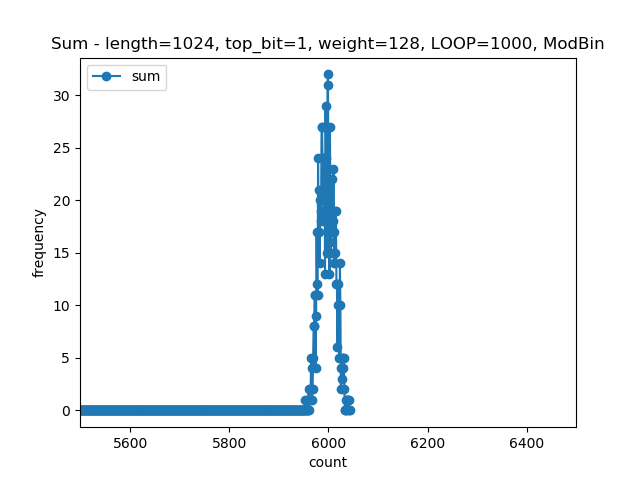 Sum - length=1024, top_bit=1, weight=128, LOOP=1000, ModBin
sum
frequency
30
25
20
15
10
5
0
5600 5800 6000 6200 6400
count